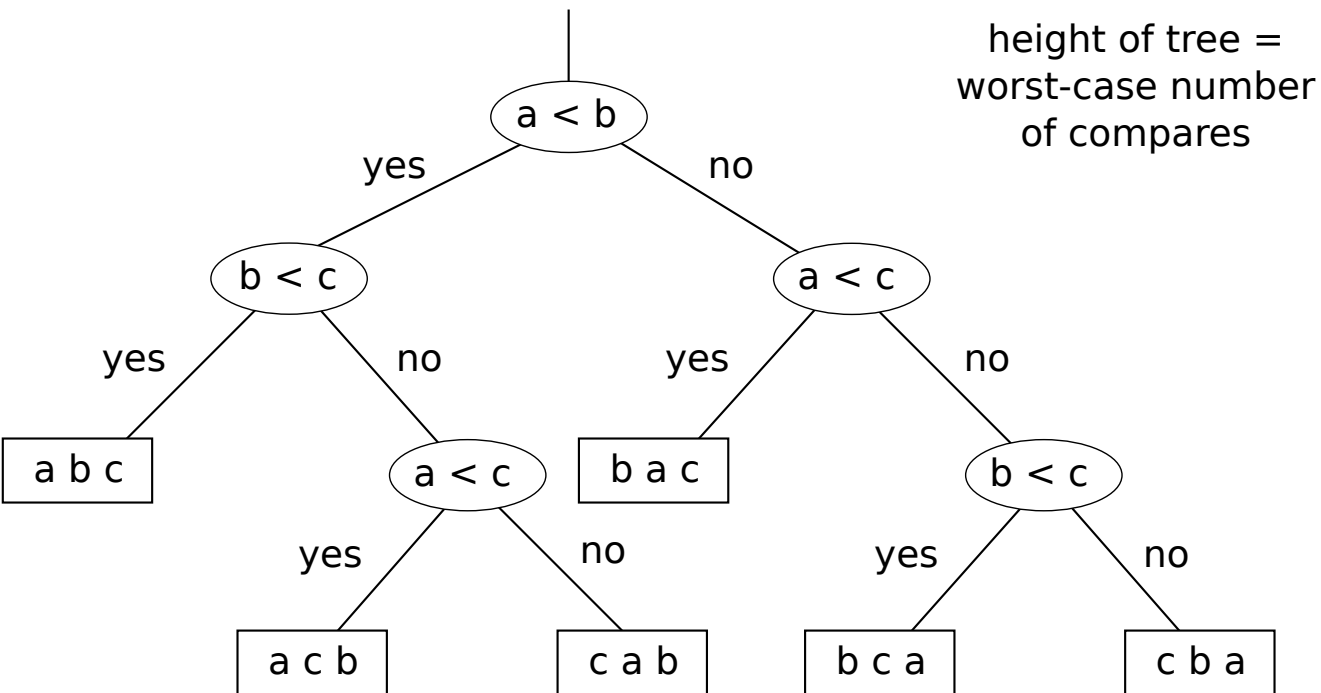 height of tree =
worst-case number
of compares
a < b
yes
no
b < c
a < c
yes
no
yes
no
a b c
a < c
b a c
b < c
yes
no
yes
no
a c b
c a b
b c a
c b a